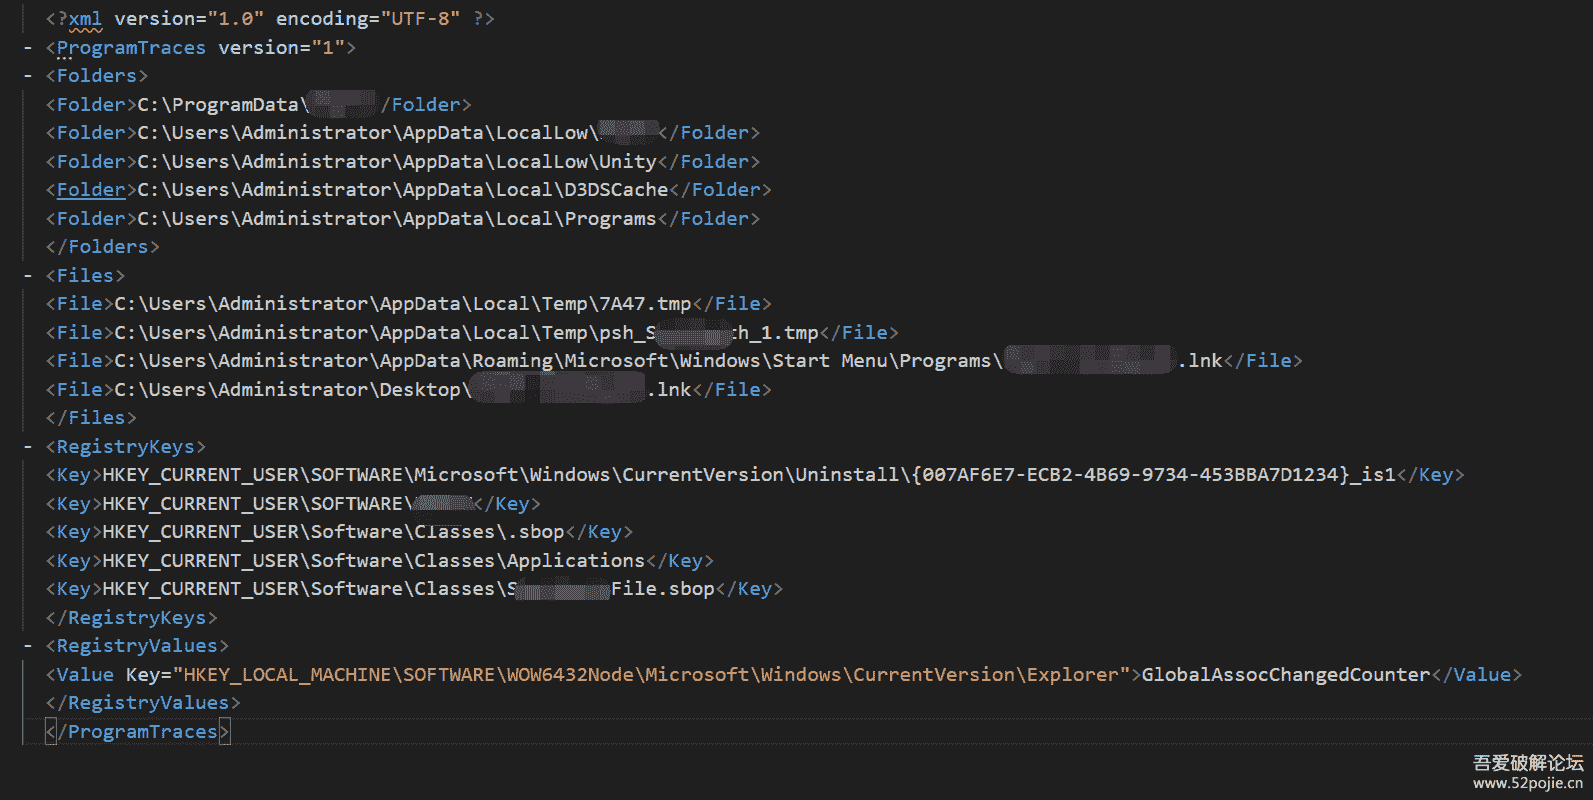 <?xml version="1.0" encoding="UTF-8" ?>
- <ProgramTraces version="1">
- <Folders>
<Folder>C:\ProgramData\ /Folder>
<Folder>C:\Users\Administrator\AppData\LocalLow\ </Folder>
<Folder>C:\Users\Administrator\AppData\LocalLow\Unity</Folder>
<Folder>C:\Users\Administrator\AppData\Local\D3DSCache</Folder>
<Folder>C:\Users\Administrator\AppData\Local\Programs</Folder>
</Folders>
- <Files>
<File>C:\Users\Administrator\AppData\Local\Temp\7A47.tmp</File>
<File>C:\Users\Administrator\AppData\Local\Temp\psh_S th_1.tmp</File>
<File>C:\Users\Administrator\AppData\Roaming\Microsoft\Windows\Start Menu\Programs\ .lnk</File>
<File>C:\Users\Administrator\Desktop\ .lnk</File>
</Files>
- <RegistryKeys>
<Key>HKEY_CURRENT_USER\SOFTWARE\Microsoft\Windows\CurrentVersion\Uninstall\{007AF6E7-ECB2-4B69-9734-453BBA7D1234}_is1</Key>
<Key>HKEY_CURRENT_USER\SOFTWARE\ </Key>
<Key>HKEY_CURRENT_USER\Software\Classes\.sbop</Key>
<Key>HKEY_CURRENT_USER\Software\Classes\Applications</Key>
<Key>HKEY_CURRENT_USER\Software\Classes\S File.sbop</Key>
</RegistryKeys>
- <RegistryValues>
<Value Key="HKEY_LOCAL_MACHINE\SOFTWARE\WOW6432Node\Microsoft\Windows\CurrentVersion\Explorer">GlobalAssocChangedCounter</Value>
</RegistryValues>
</ProgramTraces>
吾爱破解论坛
www.52pojie.cn